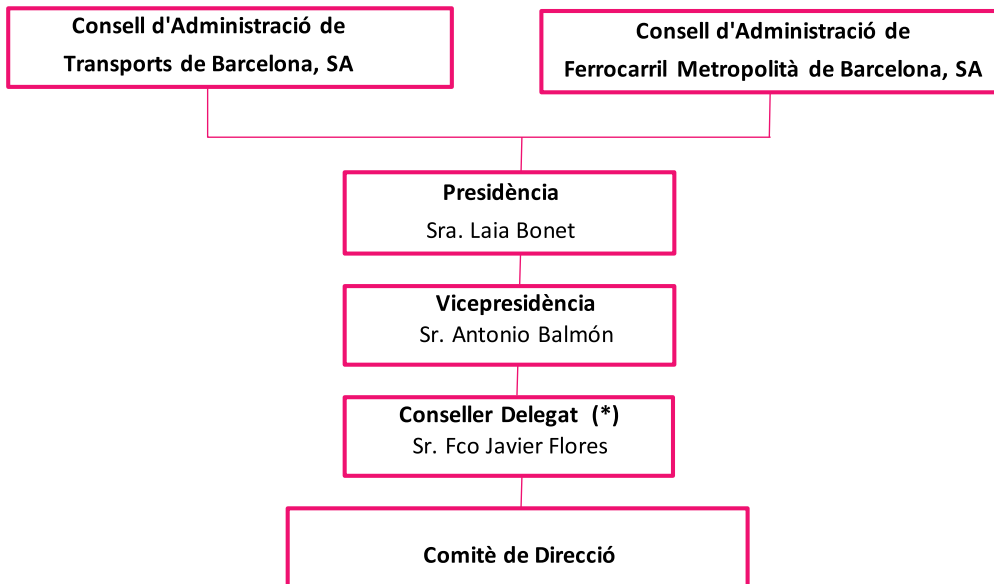 Consell d'Administració de
Transports de Barcelona, SA
Consell d'Administració de
Ferrocarril Metropolità de Barcelona, SA
Presidència
Sra. Laia Bonet
Vicepresidència
Sr. Antonio Balmón
Conseller Delegat (*)
Sr. Fco Javier Flores
Comitè de Direcció